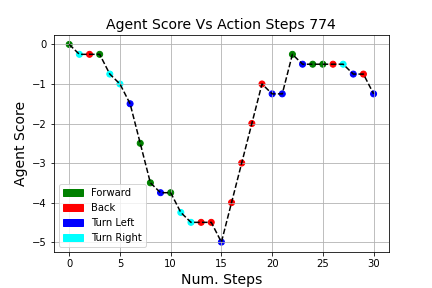 Agent Score Vs Action Steps 774
Agent Score
0
−1
−2
−3
−4
−5
Forward
Back
Turn Left
Turn Right
0 5 10 15 20 25 30
Num. Steps